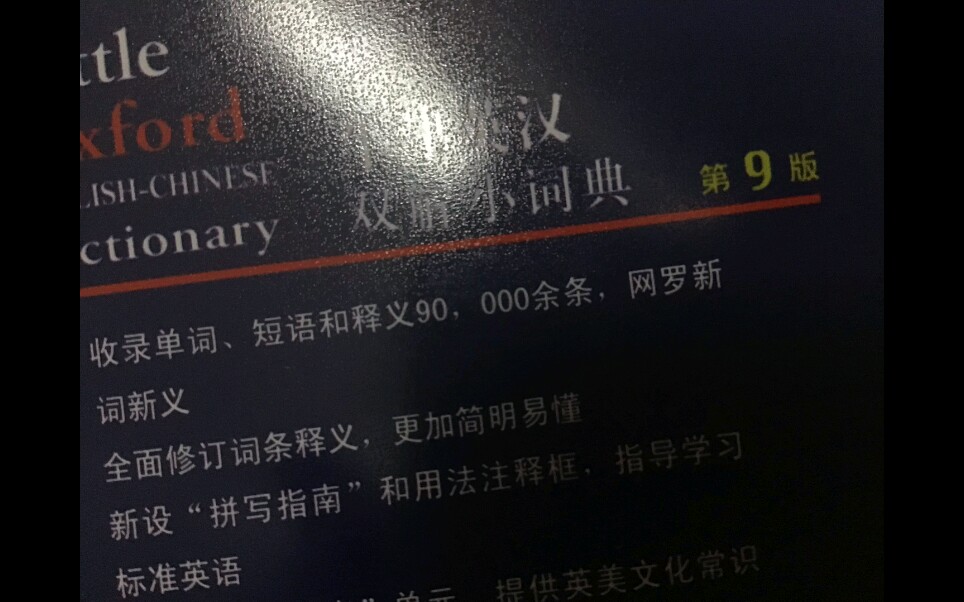 ttle
xford
LISH-CHINESE
ctionary
英汉
双解小词典
第9版
收录单词、短语和释义90，000余条，网罗新
词新义
全面修订词条释义，更加简明易懂
新设“拼写指南”和用法注释框，指导学习
标准英语
”单元，提供英美文化常识